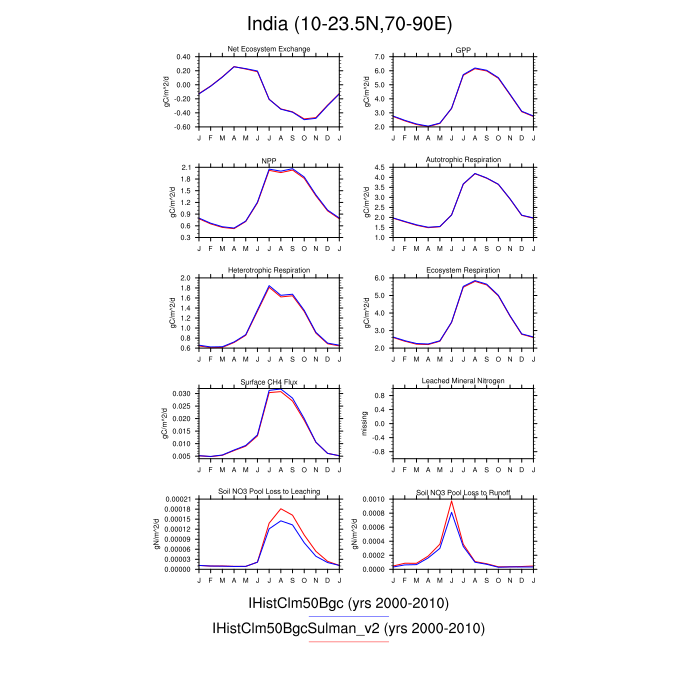 India (10-23.5N,70-90E)
Net Ecosystem Exchange
gC/m^2/d
0.40
0.20
0.00
-0.20
-0.40
-0.60
J F M A M J J A S O N D J
GPP
gC/m^2/d
7.0
6.0
5.0
4.0
3.0
2.0
J F M A M J J A S O N D J
NPP
gC/m^2/d
2.1
1.8
1.5
1.2
0.9
0.6
0.3
J F M A M J J A S O N D J
Autotrophic Respiration
gC/m^2/d
4.5
4.0
3.5
3.0
2.5
2.0
1.5
1.0
J F M A M J J A S O N D J
Heterotrophic Respiration
gC/m^2/d
2.0
1.8
1.6
1.4
1.2
1.0
0.8
0.6
J F M A M J J A S O N D J
Ecosystem Respiration
gC/m^2/d
6.0
5.0
4.0
3.0
2.0
J F M A M J J A S O N D J
Surface CH4 Flux
gC/m^2/d
0.030
0.025
0.020
0.015
0.010
0.005
J F M A M J J A S O N D J
Leached Mineral Nitrogen
missing
0.8
0.4
-0.0
-0.4
-0.8
J F M A M J J A S O N D J
Soil NO3 Pool Loss to Leaching
gN/m^2/d
0.00021
0.00018
0.00015
0.00012
0.00009
0.00006
0.00003
0.00000
J F M A M J J A S O N D J
Soil NO3 Pool Loss to Runoff
gN/m^2/d
0.0010
0.0008
0.0006
0.0004
0.0002
0.0000
J F M A M J J A S O N D J
IHistClm50Bgc (yrs 2000-2010)
IHistClm50BgcSulman_v2 (yrs 2000-2010)